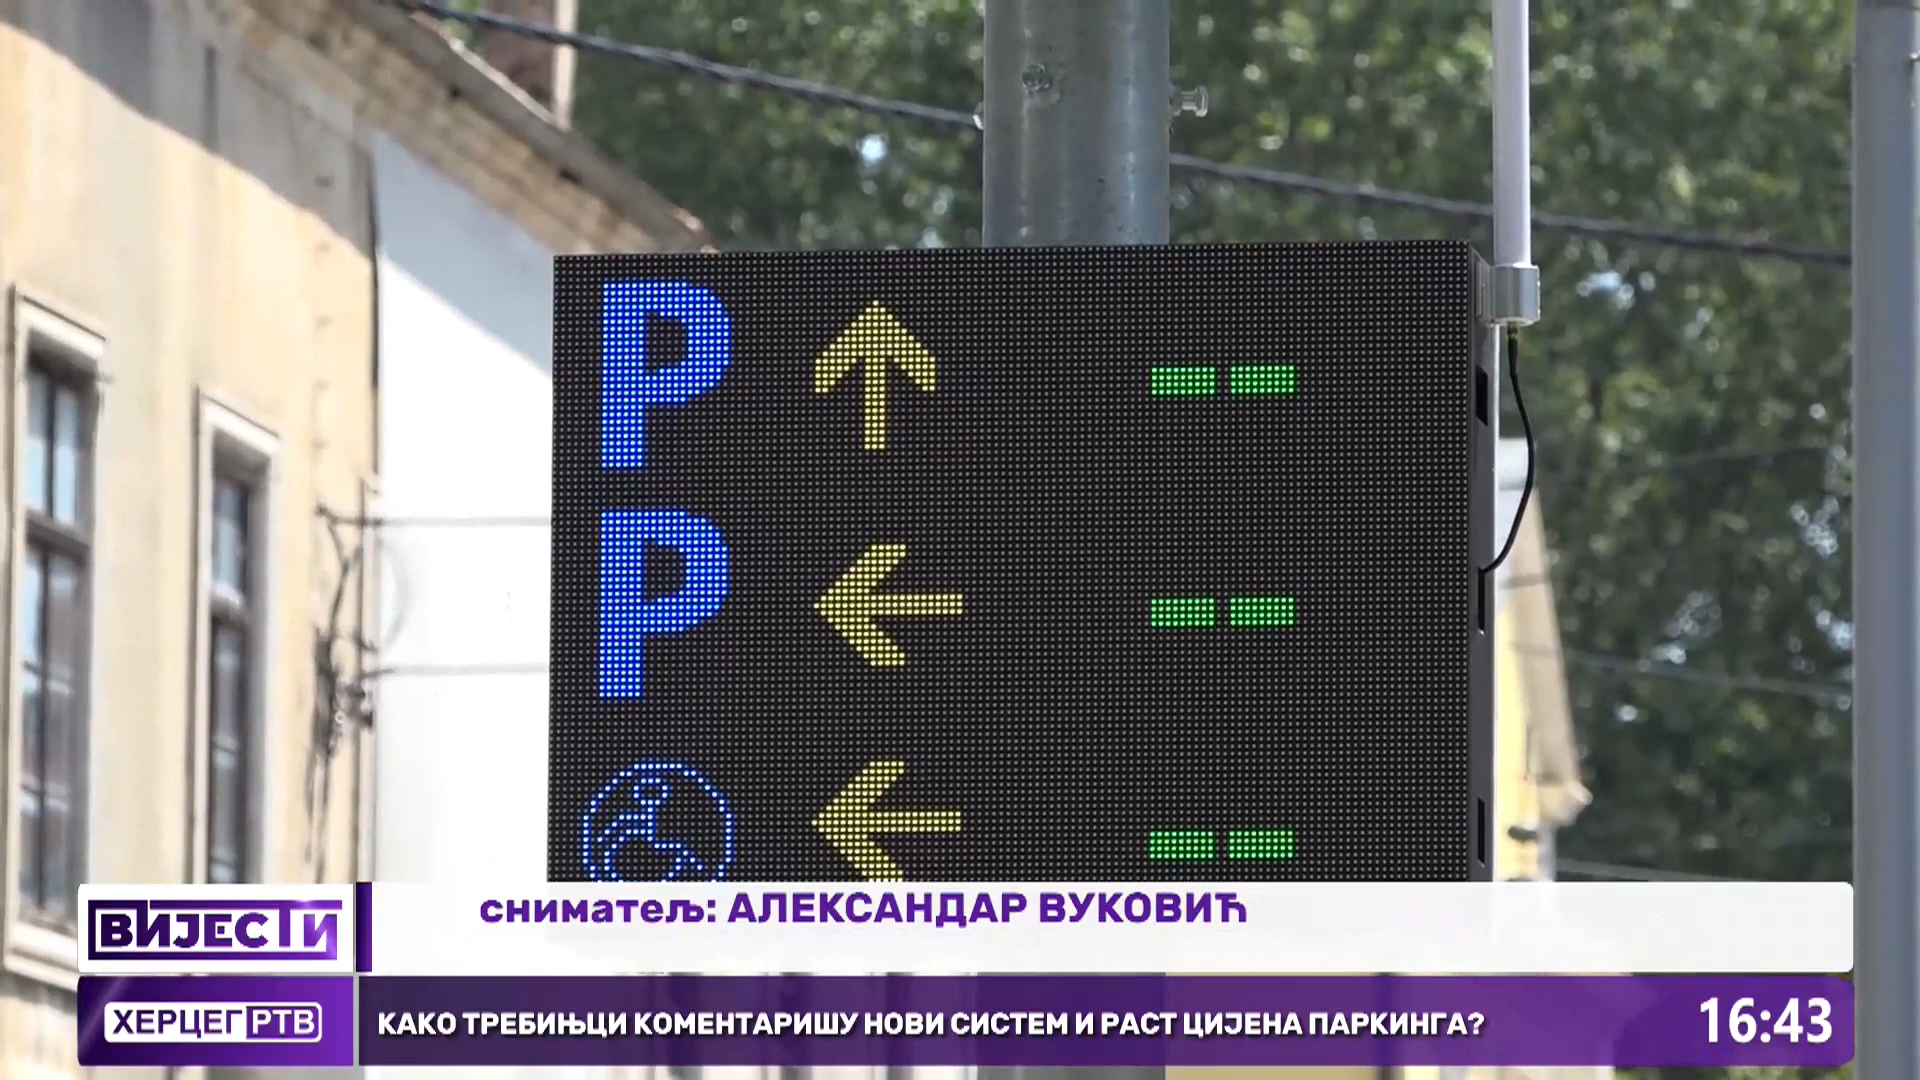 P
P
ВИЈЕСТИ
сниматељ: АЛЕКСАНДАР ВУКОВИЋ
ХЕРЦЕГ РТВ
КАКО ТРЕБИЊЦИ КОМЕНТАРИШУ НОВИ СИСТЕМ И РАСТ ЦИЈЕНА ПАРКИНГА?
16:43